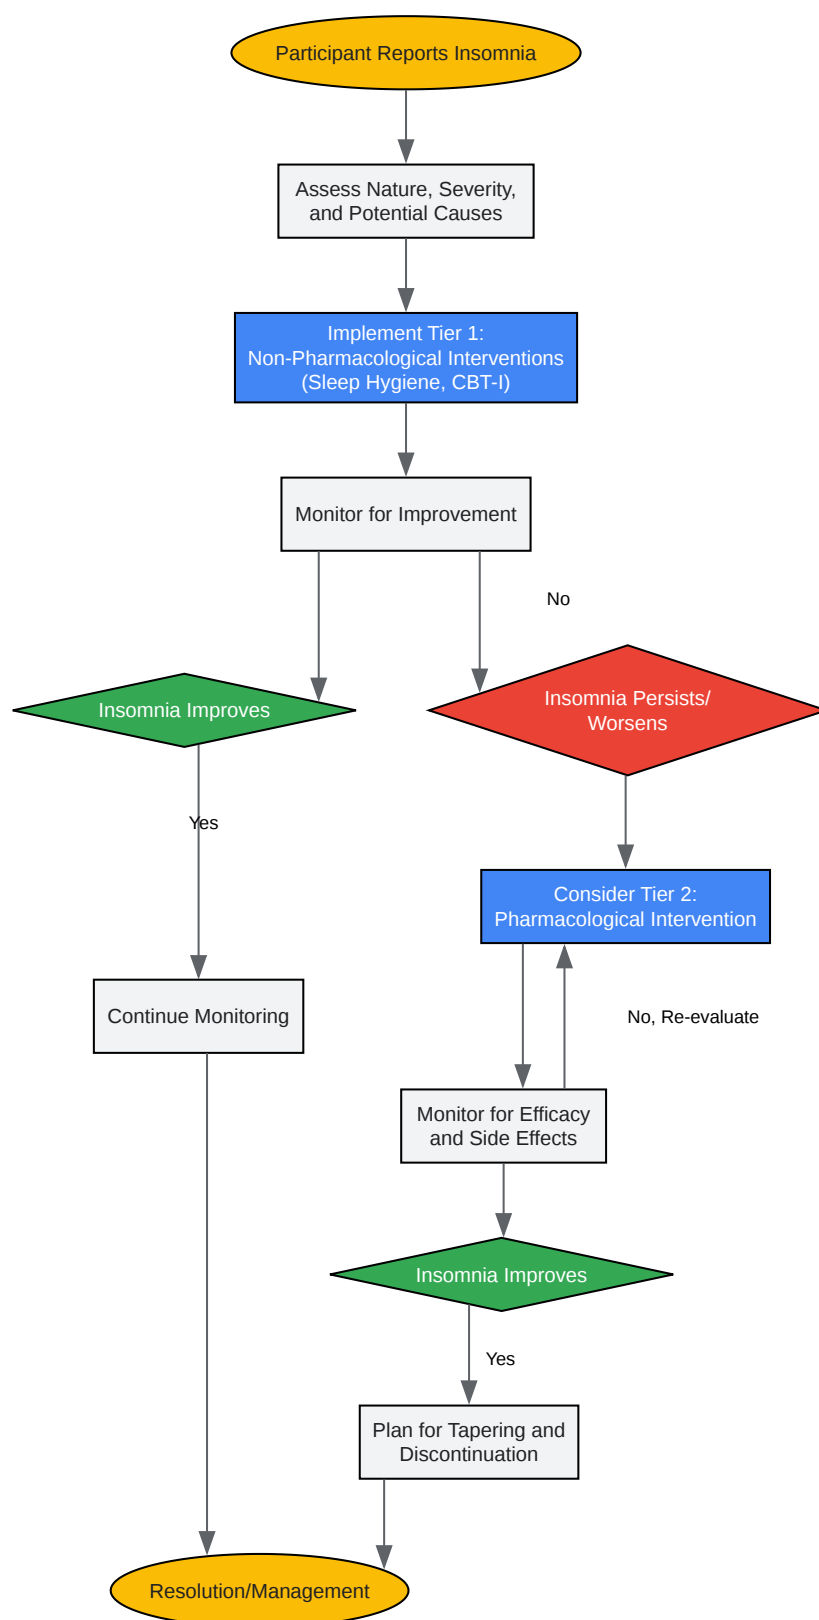 Participant Reports Insomnia
Assess Nature, Severity,
and Potential Causes
Implement Tier 1:
Non-Pharmacological Interventions
(Sleep Hygiene, CBT-I)
Monitor for Improvement
No
Insomnia Improves
Insomnia Persists/
Worsens
Yes
Consider Tier 2:
Pharmacological Intervention
Continue Monitoring
No, Re-evaluate
Monitor for Efficacy
and Side Effects
Insomnia Improves
Yes
Plan for Tapering and
Discontinuation
Resolution/Management